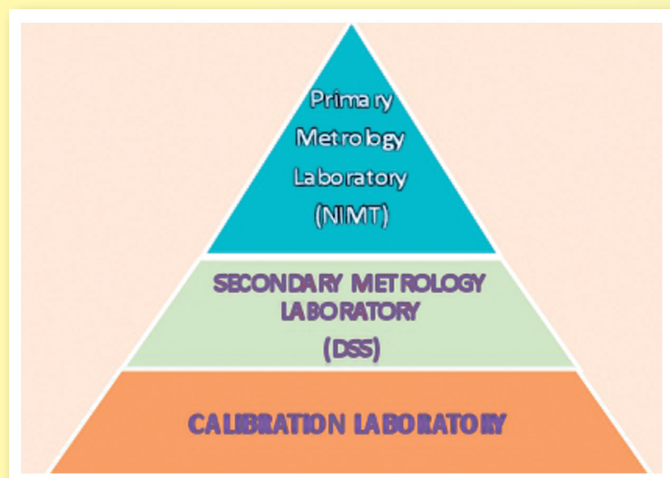 Primary
Metrology
Laboratory
(NIMT)
SECONDARY METROLOGY
LABORATORY
(DSS)
CALIBRATION LABORATORY